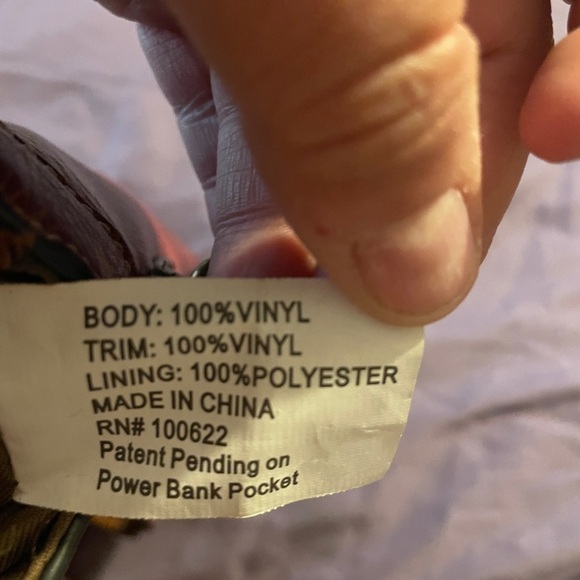 BODY: 100%VINYL
TRIM: 100%VINYL
LINING: 100%POLYESTER
MADE IN CHINA
RN# 100622
Patent Pending on
Power Bank Pocket